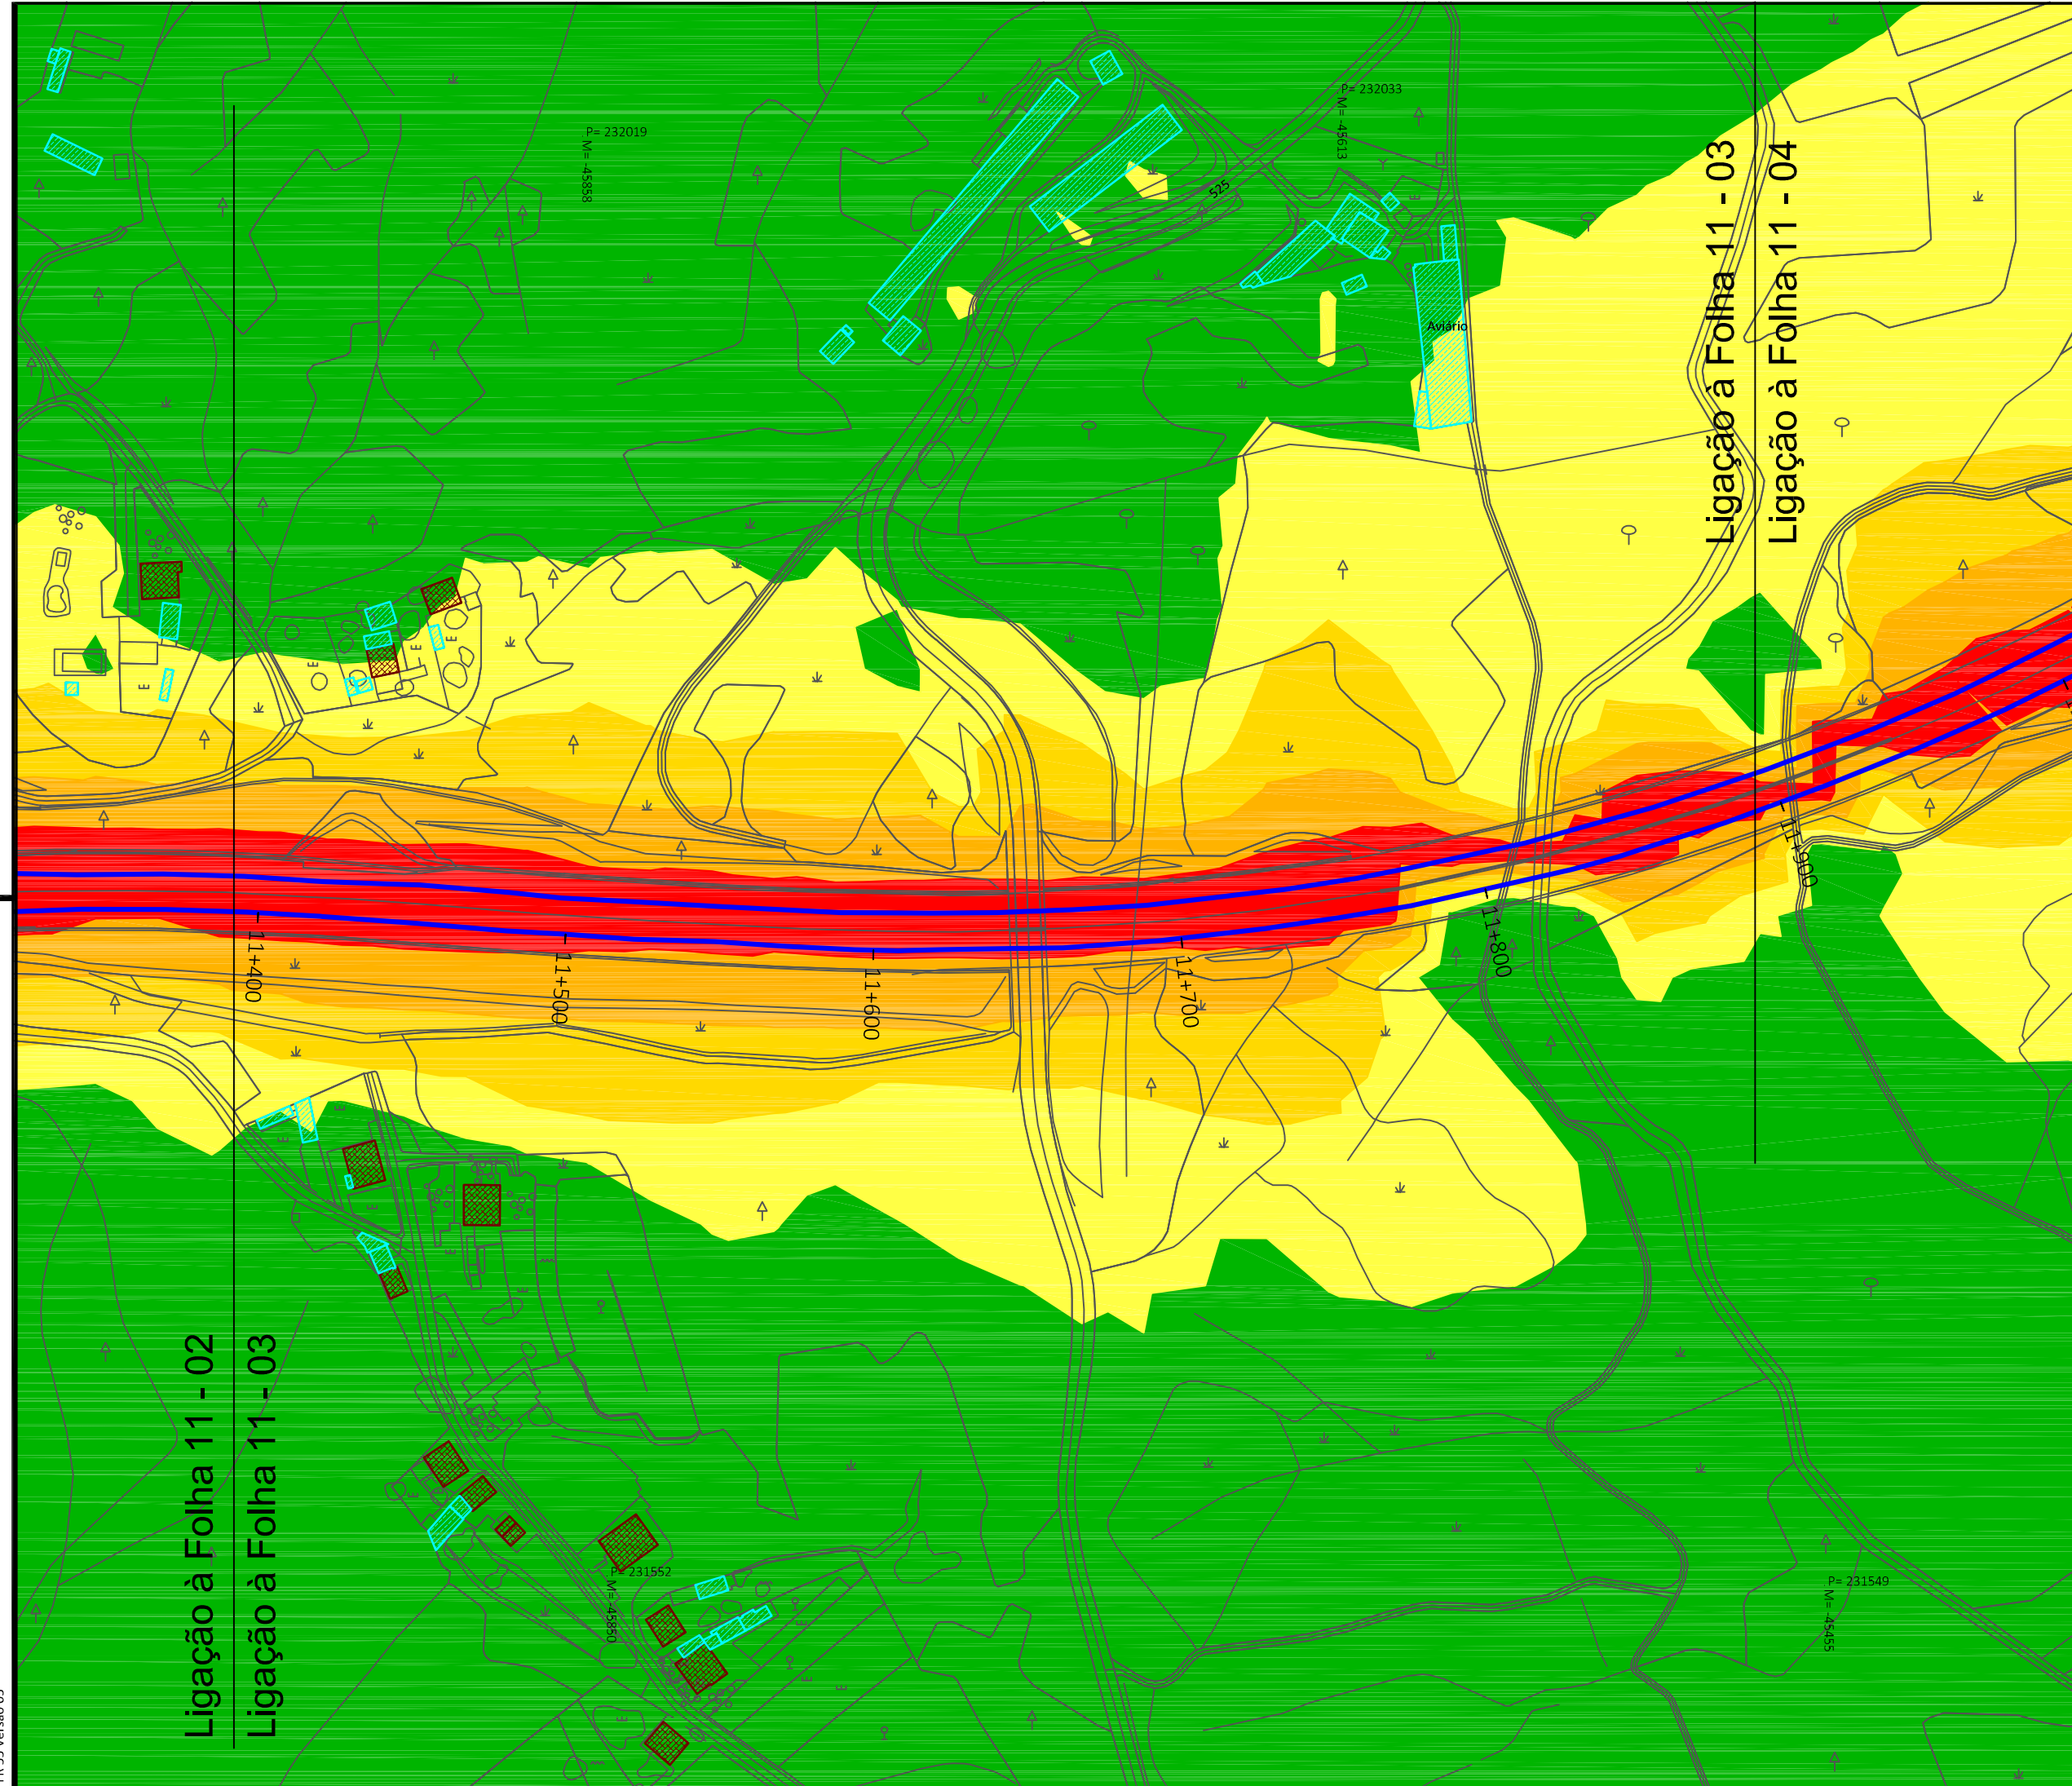 P= 232019
M= -45858
P= 232033
M= -45613
525
Aviário
Ligação à Folha 11 - 03
Ligação à Folha 11 - 04
11+400
11+500
11+600
11+700
11+800
11+900
Ligação à Folha 11 - 02
Ligação à Folha 11 - 03
P= 231552
M= -45850
P= 231549
M= -45455